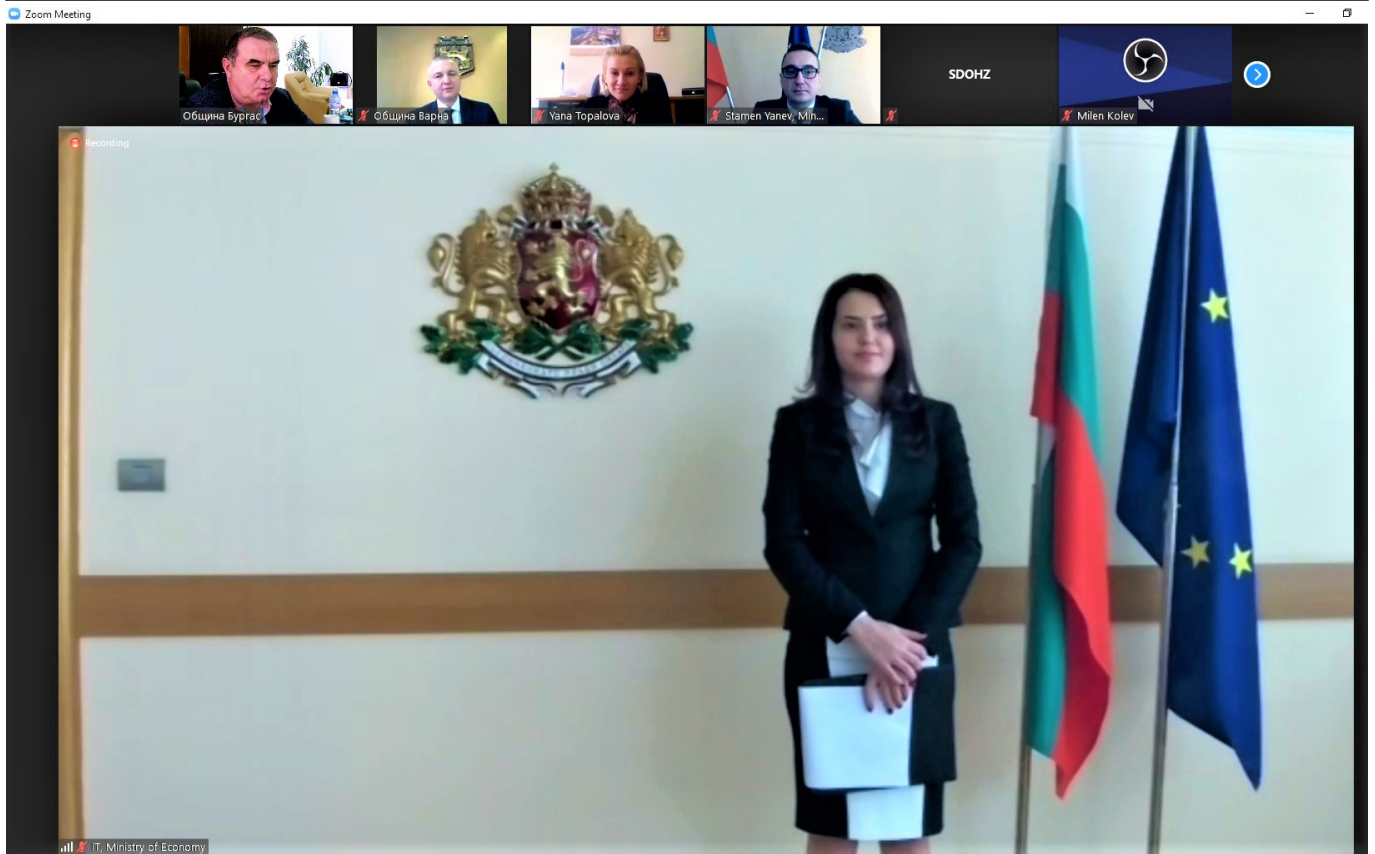 Zoom Meeting
Община Бургас
Община Варна
Yana Topalova
Stamen Yanev, Min...
SDOHZ
Milen Kolev
Recording
IT, Ministry of Economy